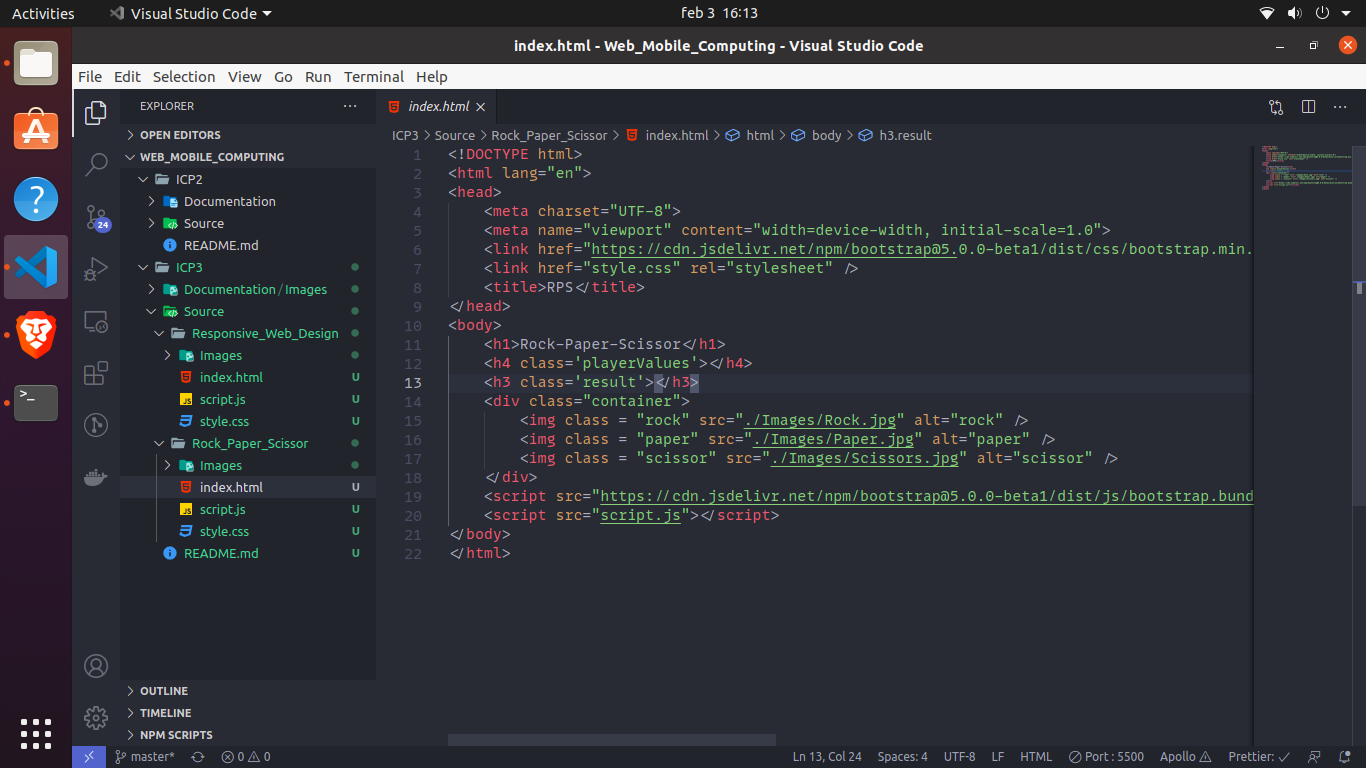 Activities
Visual Studio Code
feb 3 16:13
index.html - Web_Mobile_Computing - Visual Studio Code
File Edit Selection View Go Run Terminal Help
EXPLORER
OPEN EDITORS
WEB_MOBILE_COMPUTING
ICP2
Documentation
Source
README.md
ICP3
Documentation / Images
Source
Responsive_Web_Design
Images
index.html U
script.js U
style.css U
Rock_Paper_Scissor
Images
index.html U
script.js U
style.css U
README.md U
OUTLINE
TIMELINE
NPM SCRIPTS
24
index.html
ICP3 > Source > Rock_Paper_Scissor > index.html > html > body > h3.result
1 <!DOCTYPE html>
2 <html lang="en">
3 <head>
4 <meta charset="UTF-8">
5 <meta name="viewport" content="width=device-width, initial-scale=1.0">
6 <link href="https://cdn.jsdelivr.net/npm/bootstrap@5.0.0-beta1/dist/css/bootstrap.min.
7 <link href="style.css" rel="stylesheet" />
8 <title>RPS</title>
9 </head>
10 <body>
11 <h1>Rock-Paper-Scissor</h1>
12 <h4 class='playerValues'></h4>
13 <h3 class='result'></h3>
14 <div class="container">
15 <img class = "rock" src="./Images/Rock.jpg" alt="rock" />
16 <img class = "paper" src="./Images/Paper.jpg" alt="paper" />
17 <img class = "scissor" src="./Images/Scissors.jpg" alt="scissor" />
18 </div>
19 <script src="https://cdn.jsdelivr.net/npm/bootstrap@5.0.0-beta1/dist/js/bootstrap.bund
20 <script src="script.js"></script>
21 </body>
22 </html>
master* 0 0 Ln 13, Col 24 Spaces: 4 UTF-8 LF HTML Port : 5500 Apollo Prettier: